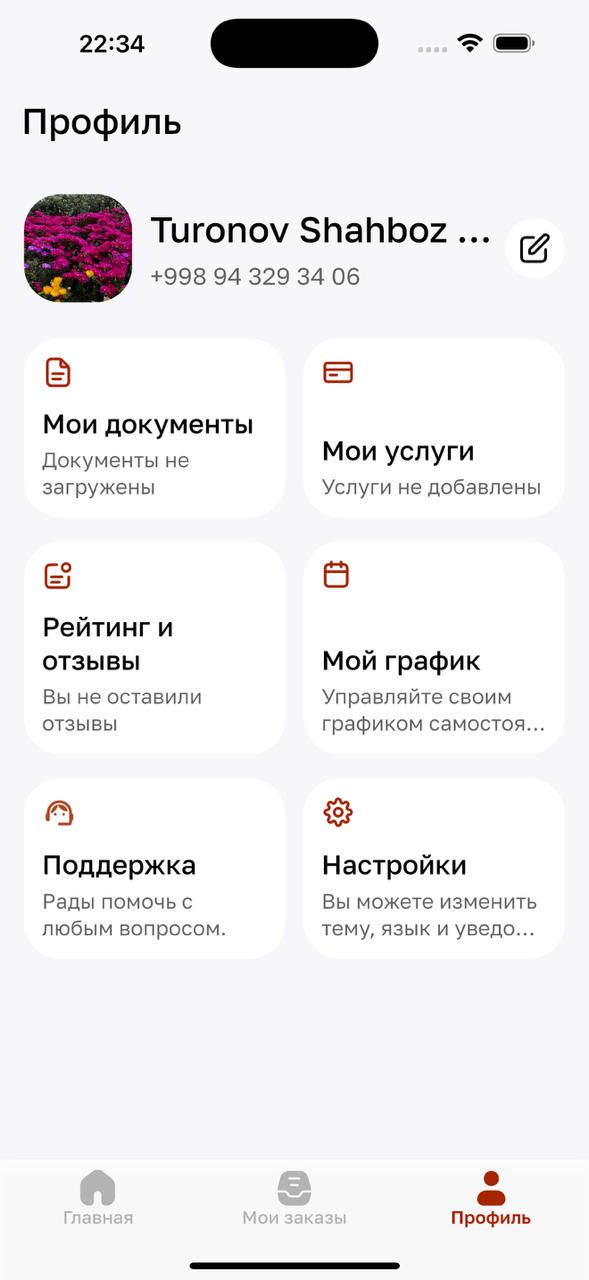 22:34
Профиль
Turonov Shahboz ...
+998 94 329 34 06
Мои документы
Документы не
загружены
Мои услуги
Услуги не добавлены
Рейтинг и
отзывы
Вы не оставили
отзывы
Мой график
Управляйте своим
графиком самостоя...
Поддержка
Рады помочь с
любым вопросом.
Настройки
Вы можете изменить
тему, язык и уведо...
Главная
Мои заказы
Профиль